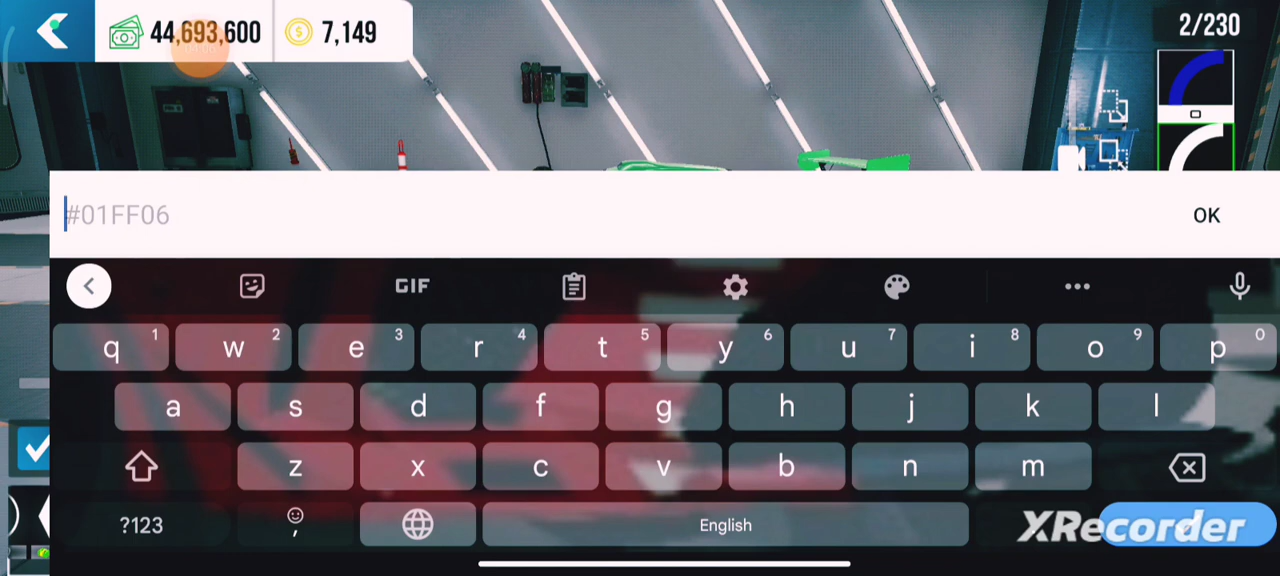 44,693,600 7,149 2/230
#01FF06 OK
GIF
q 1 w 2 e 3 r 4 t 5 y 6 u 7 i 8 o 9 p 0
a s d f g h j k l
z x c v b n m
?123 , English XRecorder